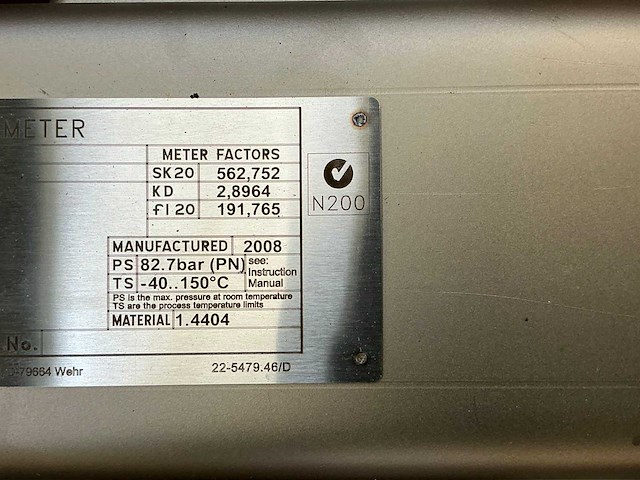 METER
METER FACTORS
SK20 562,752
KD 2,8964
fl 20 191,765
N200
MANUFACTURED 2008
PS 82.7bar (PN) see:
Instruction
TS -40..150°C Manual
PS is the max. pressure at room temperature
TS are the process temperature limits
MATERIAL 1.4404
No.
D-79664 Wehr 22-5479.46/D